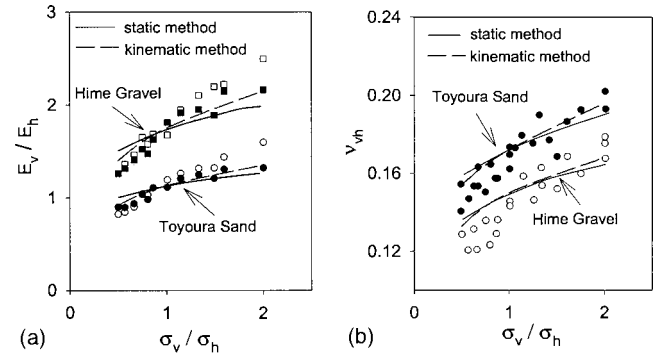 static method
kinematic method
Hime Gravel
Toyoura Sand
E_v / E_h
3
2
1
0
0
1
2
σ_v / σ_h
(a)
static method
kinematic method
Toyoura Sand
Hime Gravel
ν_vh
0.24
0.20
0.16
0.12
0
1
2
σ_v / σ_h
(b)